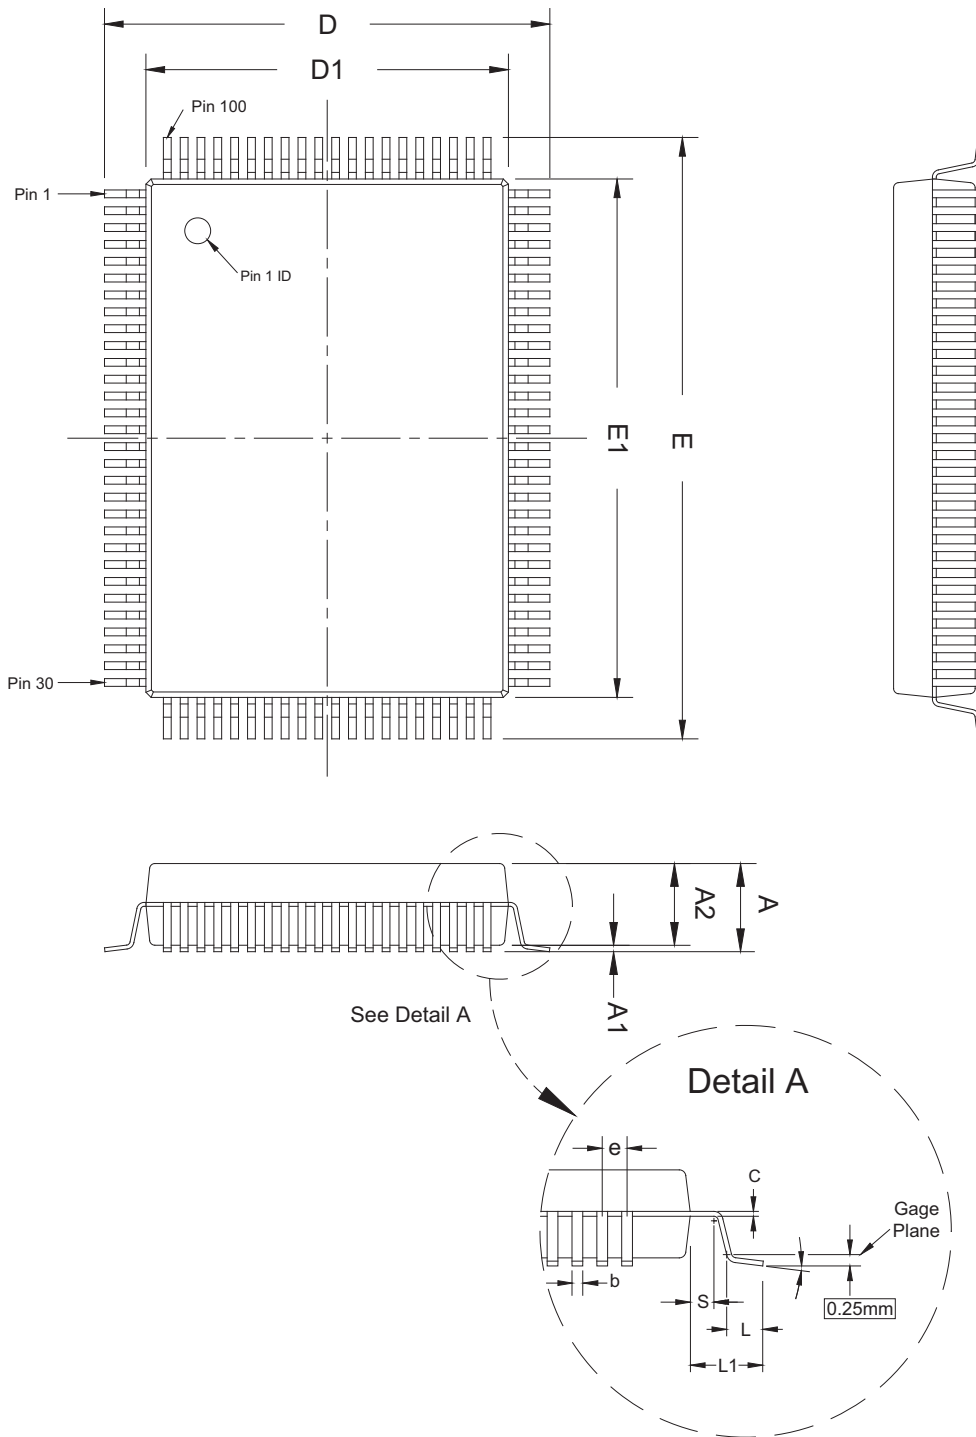 D
D1
Pin 100
Pin 1
Pin 1 ID
E1
E
Pin 30
A2
A
A1
See Detail A
Detail A
e
C
Gage
Plane
b
S
L
0.25mm
L1